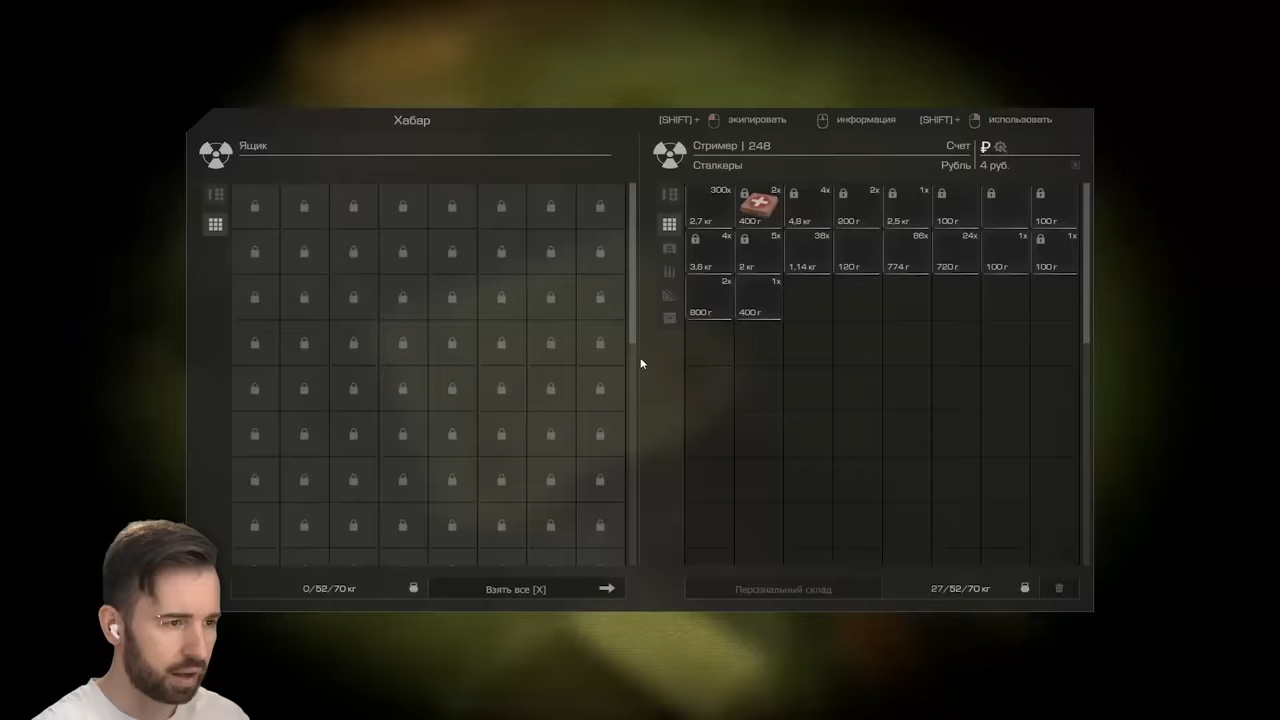 Хабар
[SHIFT] + экипировать информация [SHIFT] + использовать
Ящик
Стример | 248 Счет ₽
Сталкеры Рубль 4 руб.
300x 2x 4x 2x 1x
2,7 кг 400 г 4,8 кг 200 г 2,5 кг 100 г 100 г
4x 5x 38x 86x 24x 1x 1x
3,6 кг 2 кг 1,14 кг 120 г 774 г 720 г 100 г 100 г
2x 1x
800 г 400 г
0/52/70 кг Взять все [X] Персональный склад 27/52/70 кг